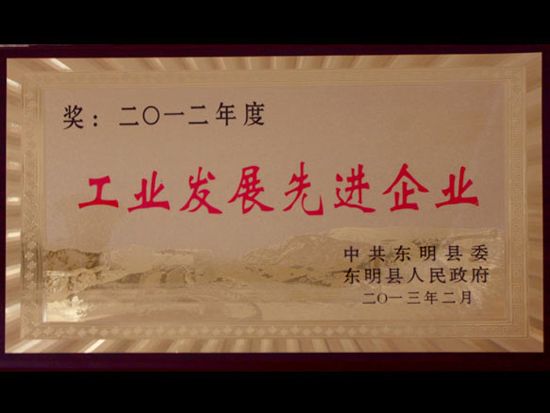 奖：二〇一二年度
工业发展先进企业
中共东明县委
东明县人民政府
二〇一三年二月